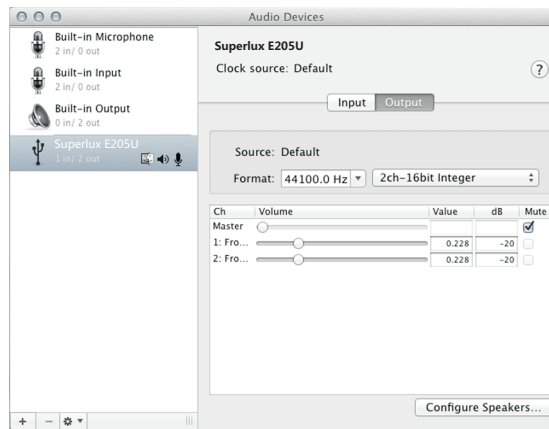 Audio Devices
Built-in Microphone
2 in/ 0 out
Built-in Input
2 in/ 0 out
Built-in Output
0 in/ 2 out
Superlux E205U
1 in/ 2 out
+ −
Superlux E205U
Clock source: Default
?
Input Output
Source: Default
Format: 44100.0 Hz 2ch-16bit Integer
Ch Volume Value dB Mute
Master
1: Fro... 0.228 -20
2: Fro... 0.228 -20
Configure Speakers...